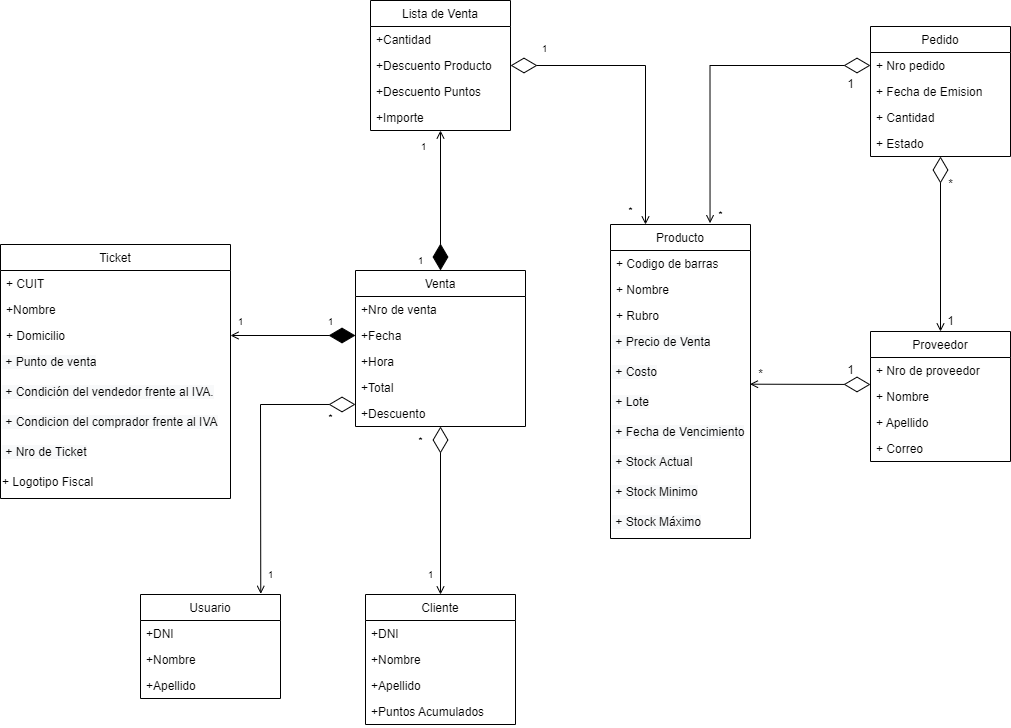 Lista de Venta
+Cantidad
+Descuento Producto
+Descuento Puntos
+Importe
1
*
1
1
Pedido
+ Nro pedido
+ Fecha de Emision
+ Cantidad
+ Estado
1
*
*
1
Producto
+ Codigo de barras
+ Nombre
+ Rubro
+ Precio de Venta
+ Costo
+ Lote
+ Fecha de Vencimiento
+ Stock Actual
+ Stock Minimo
+ Stock Máximo
*
1
Proveedor
+ Nro de proveedor
+ Nombre
+ Apellido
+ Correo
Ticket
+ CUIT
+Nombre
+ Domicilio
+ Punto de venta
+ Condición del vendedor frente al IVA.
+ Condicion del comprador frente al IVA
+ Nro de Ticket
+ Logotipo Fiscal
1
1
Venta
+Nro de venta
+Fecha
+Hora
+Total
+Descuento
*
1
*
1
Usuario
+DNI
+Nombre
+Apellido
Cliente
+DNI
+Nombre
+Apellido
+Puntos Acumulados